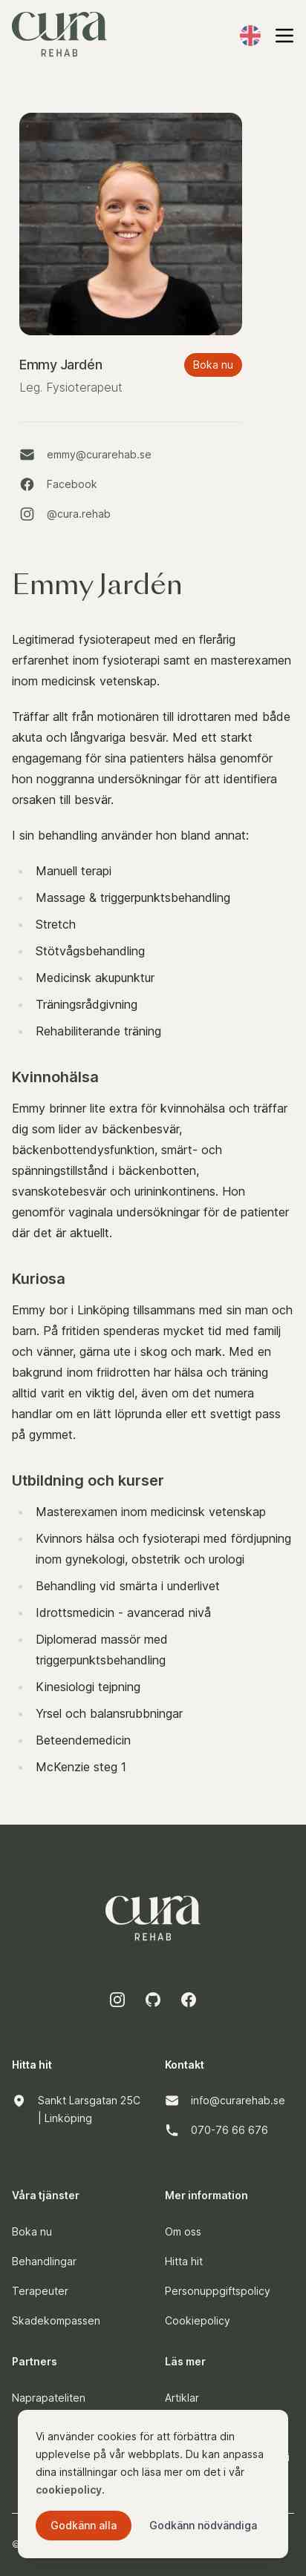 cura
REHAB
Emmy Jardén
Boka nu
Leg. Fysioterapeut
emmy@curarehab.se
Facebook
@cura.rehab
Emmy Jardén
Legitimerad fysioterapeut med en flerårig
erfarenhet inom fysioterapi samt en masterexamen
inom medicinsk vetenskap.
Träffar allt från motionären till idrottaren med både
akuta och långvariga besvär. Med ett starkt
engagemang för sina patienters hälsa genomför
hon noggranna undersökningar för att identifiera
orsaken till besvär.
I sin behandling använder hon bland annat:
Manuell terapi
Massage & triggerpunktsbehandling
Stretch
Stötvågsbehandling
Medicinsk akupunktur
Träningsrådgivning
Rehabiliterande träning
Kvinnohälsa
Emmy brinner lite extra för kvinnohälsa och träffar
dig som lider av bäckenbesvär,
bäckenbottendysfunktion, smärt- och
spänningstillstånd i bäckenbotten,
svanskotebesvär och urininkontinens. Hon
genomför vaginala undersökningar för de patienter
där det är aktuellt.
Kuriosa
Emmy bor i Linköping tillsammans med sin man och
barn. På fritiden spenderas mycket tid med familj
och vänner, gärna ute i skog och mark. Med en
bakgrund inom friidrotten har hälsa och träning
alltid varit en viktig del, även om det numera
handlar om en lätt löprunda eller ett svettigt pass
på gymmet.
Utbildning och kurser
Masterexamen inom medicinsk vetenskap
Kvinnors hälsa och fysioterapi med fördjupning
inom gynekologi, obstetrik och urologi
Behandling vid smärta i underlivet
Idrottsmedicin - avancerad nivå
Diplomerad massör med
triggerpunktsbehandling
Kinesiologi tejpning
Yrsel och balansrubbningar
Beteendemedicin
McKenzie steg 1
cura
REHAB
Hitta hit
Sankt Larsgatan 25C
| Linköping
Kontakt
info@curarehab.se
070-76 66 676
Våra tjänster
Boka nu
Behandlingar
Terapeuter
Skadekompassen
Mer information
Om oss
Hitta hit
Personuppgiftspolicy
Cookiepolicy
Partners
Naprapateliten
Läs mer
Artiklar
Vi använder cookies för att förbättra din
upplevelse på vår webbplats. Du kan anpassa
dina inställningar och läsa mer om det i vår
cookiepolicy.
Godkänn alla
Godkänn nödvändiga
©